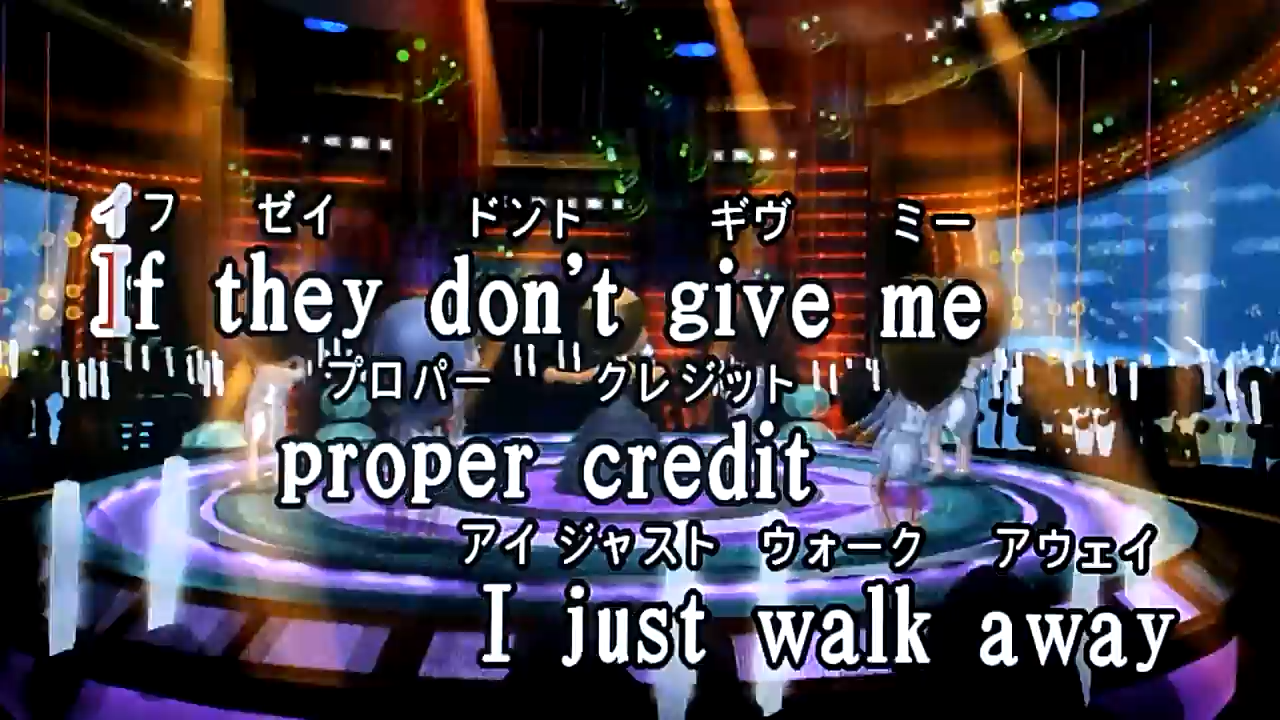 イフ ゼイ ドント ギヴ ミー
If they don't give me
プロパー クレジット
proper credit
アイ ジャスト ウォーク アウェイ
I just walk away